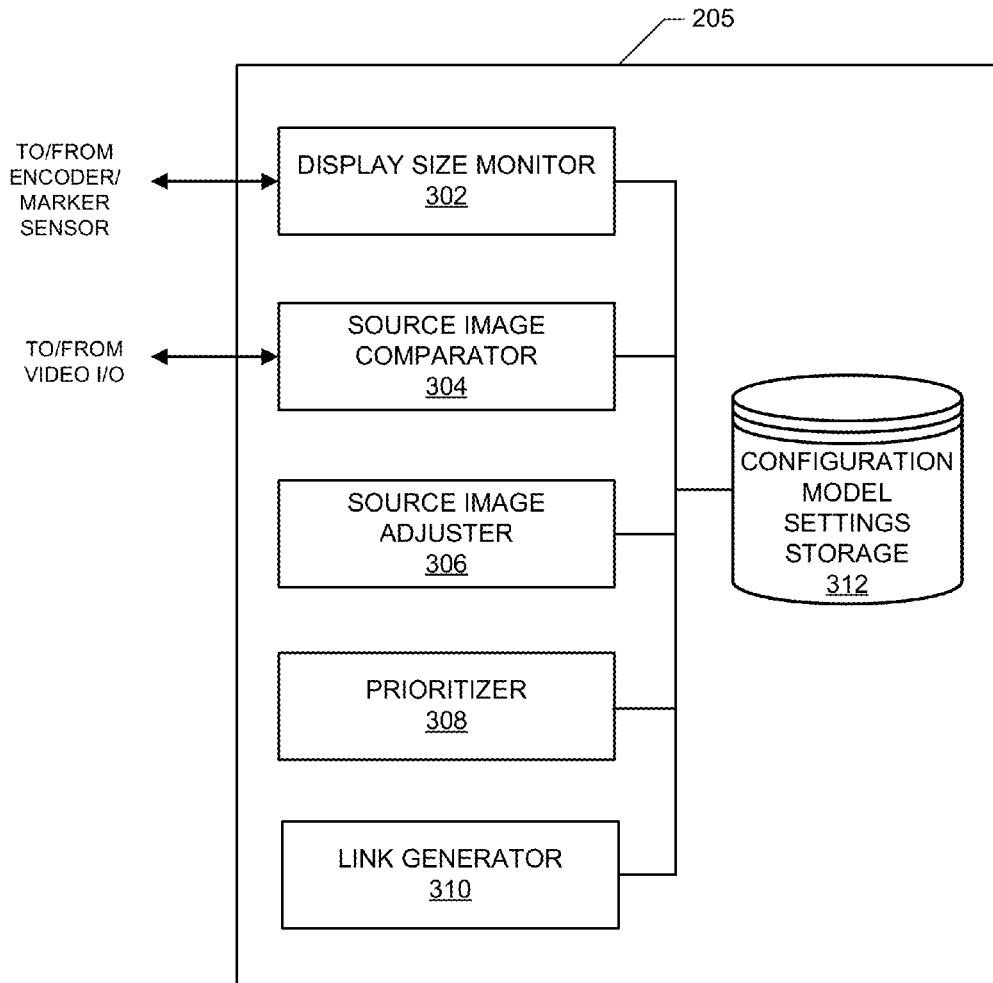 205
TO/FROM
ENCODER/
MARKER
SENSOR
DISPLAY SIZE MONITOR
302
TO/FROM
VIDEO I/O
SOURCE IMAGE
COMPARATOR
304
SOURCE IMAGE
ADJUSTER
306
CONFIGURATION
MODEL
SETTINGS
STORAGE
312
PRIORITIZER
308
LINK GENERATOR
310